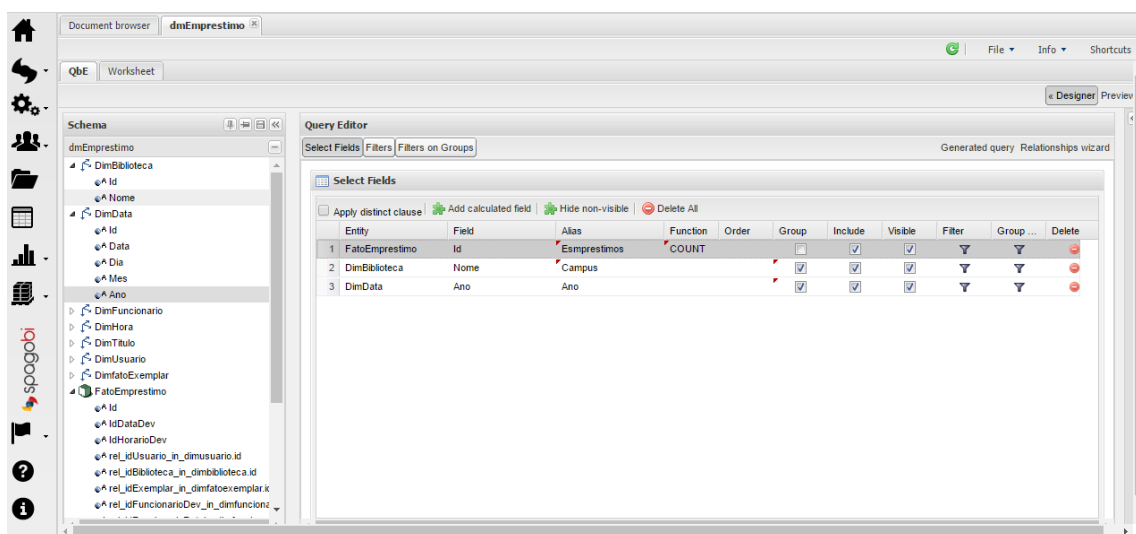 Document browser dmEmprestimo
File Info Shortcuts
QbE Worksheet
« Designer Preview
Schema
dmEmprestimo
DimBiblioteca
Id
Nome
DimData
Id
Data
Dia
Mes
Ano
DimFuncionario
DimHora
DimTitulo
DimUsuario
DimfatoExemplar
FatoEmprestimo
Id
IdDataDev
IdHorarioDev
rel_idUsuario_in_dimusuario.id
rel_idBiblioteca_in_dimbiblioteca.id
rel_idExemplar_in_dimfatoexemplar.ic
rel_idFuncionarioDev_in_dimfunciona
Query Editor
Select Fields Filters Filters on Groups Generated query Relationships wizard
Select Fields
Apply distinct clause Add calculated field Hide non-visible Delete All
Entity Field Alias Function Order Group Include Visible Filter Group ... Delete
1 FatoEmprestimo Id Esmprestimos COUNT
2 DimBiblioteca Nome Campus
3 DimData Ano Ano
spagobi